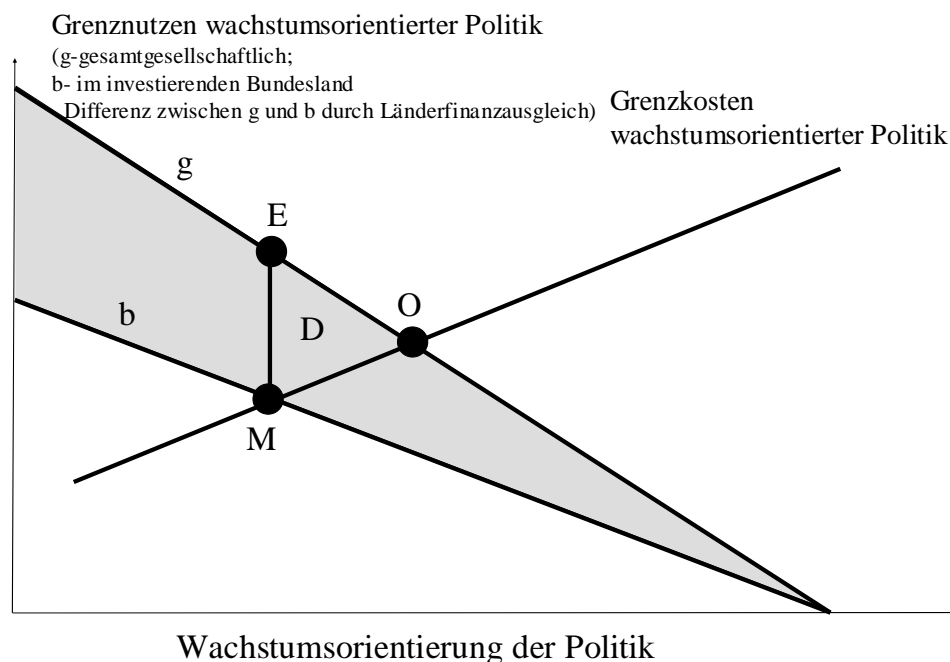 Grenznutzen wachstumsorientierter Politik
(g-gesamtgesellschaftlich;
b- im investierenden Bundesland
Differenz zwischen g und b durch Länderfinanzausgleich)
Grenzkosten
wachstumsorientierter Politik
g
E
O
b
D
M
Wachstumsorientierung der Politik